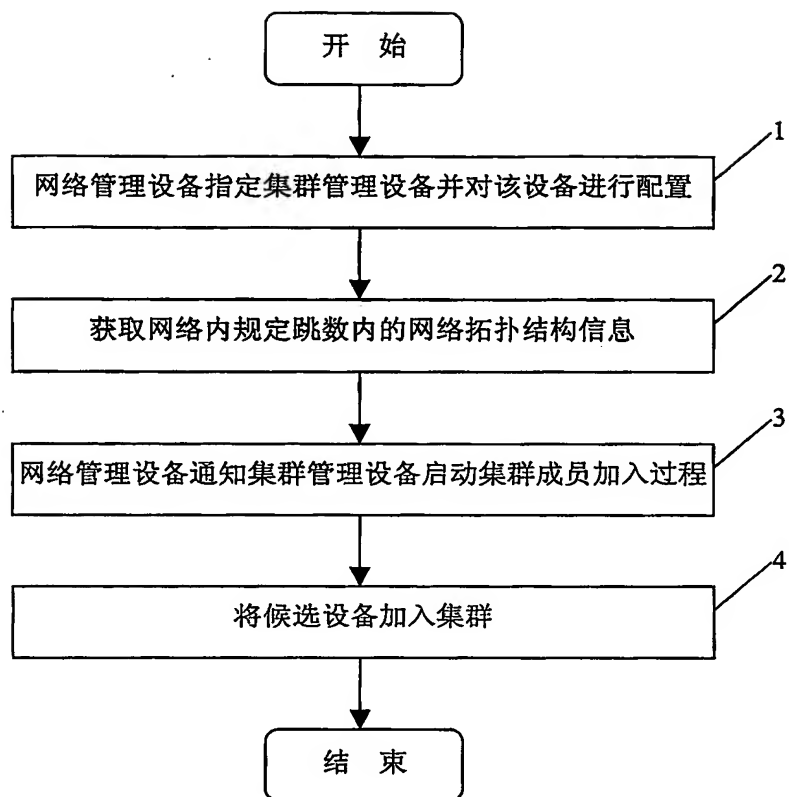 开 始
1
网络管理设备指定集群管理设备并对该设备进行配置
2
获取网络内规定跳数内的网络拓扑结构信息
3
网络管理设备通知集群管理设备启动集群成员加入过程
4
将候选设备加入集群
结 束